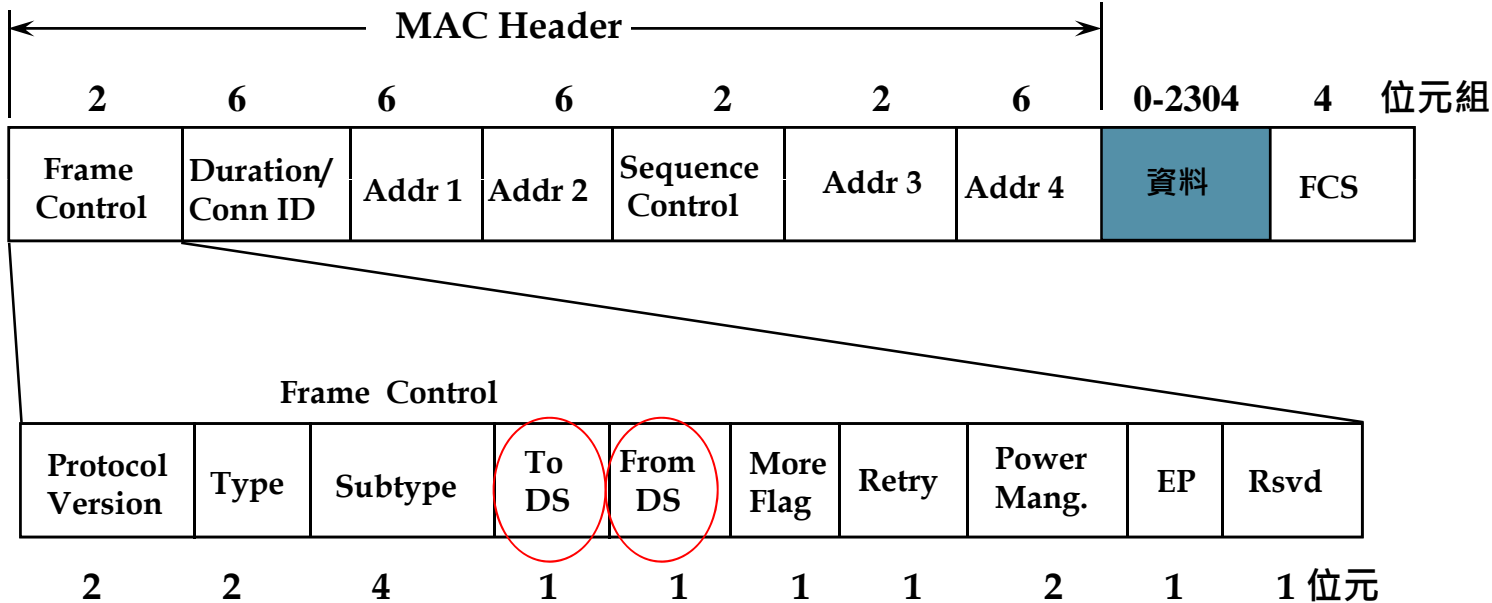 MAC Header
2 6 6 6 2 2 6 0-2304 4 位元組
Frame Control
Duration/ Conn ID
Addr 1
Addr 2
Sequence Control
Addr 3
Addr 4
資料
FCS
Frame Control
Protocol Version
Type
Subtype
To DS
From DS
More Flag
Retry
Power Mang.
EP
Rsvd
2 2 4 1 1 1 1 2 1 1 位元